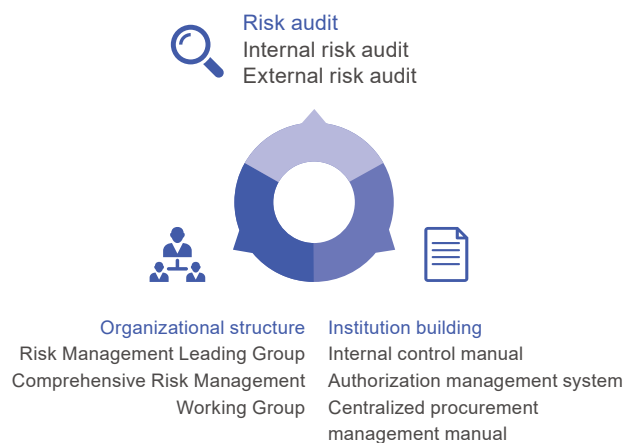 Risk audit
Internal risk audit
External risk audit
Organizational structure
Risk Management Leading Group
Comprehensive Risk Management
Working Group
Institution building
Internal control manual
Authorization management system
Centralized procurement
management manual